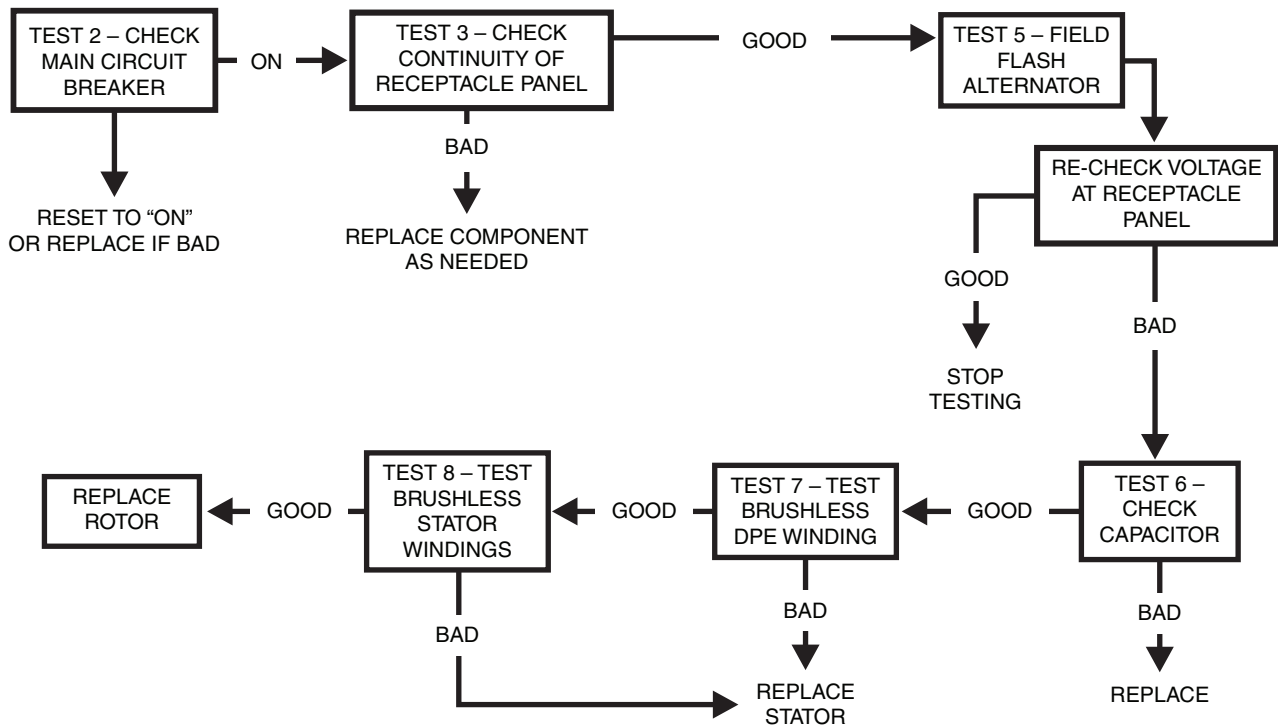 TEST 2 – CHECK
MAIN CIRCUIT
BREAKER
ON
TEST 3 – CHECK
CONTINUITY OF
RECEPTACLE PANEL
GOOD
TEST 5 – FIELD
FLASH
ALTERNATOR
RESET TO “ON”
OR REPLACE IF BAD
BAD
REPLACE COMPONENT
AS NEEDED
RE-CHECK VOLTAGE
AT RECEPTACLE
PANEL
GOOD
STOP
TESTING
BAD
TEST 6 –
CHECK
CAPACITOR
BAD
REPLACE
GOOD
TEST 7 – TEST
BRUSHLESS
DPE WINDING
BAD
REPLACE
STATOR
GOOD
TEST 8 – TEST
BRUSHLESS
STATOR
WINDINGS
BAD
GOOD
REPLACE
ROTOR